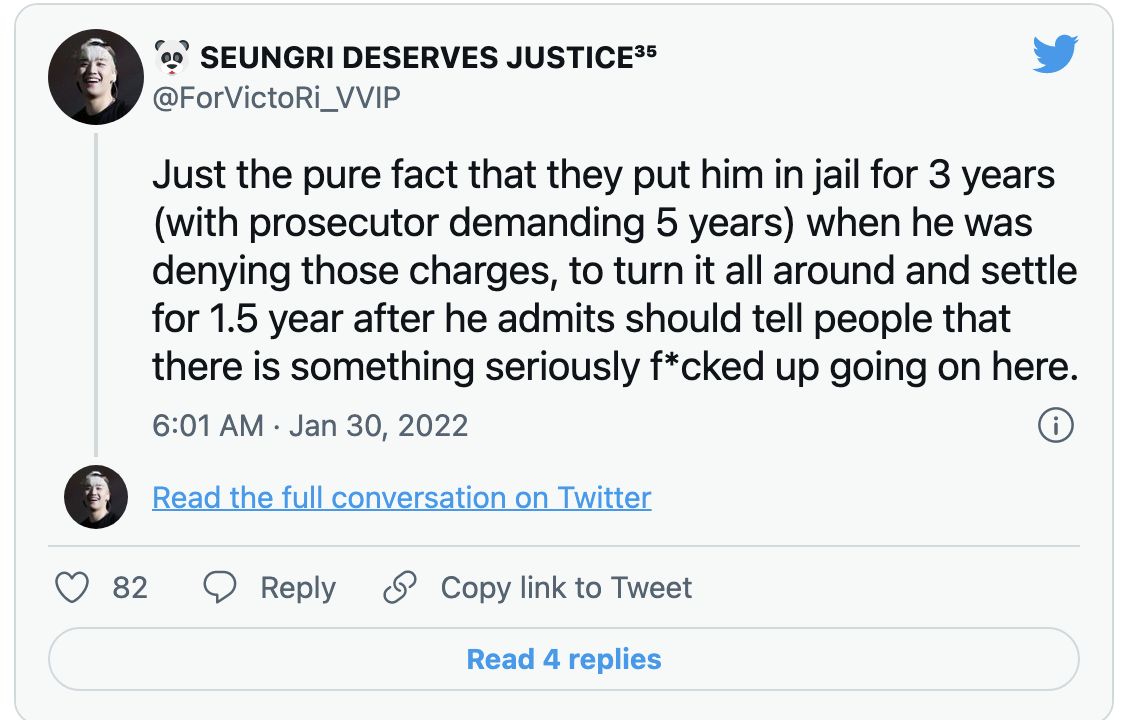 🐼 SEUNGRI DESERVES JUSTICE³⁵
@ForVictoRi_VVIP
Just the pure fact that they put him in jail for 3 years
(with prosecutor demanding 5 years) when he was
denying those charges, to turn it all around and settle
for 1.5 year after he admits should tell people that
there is something seriously f*cked up going on here.
6:01 AM · Jan 30, 2022
Read the full conversation on Twitter
82 Reply Copy link to Tweet
Read 4 replies